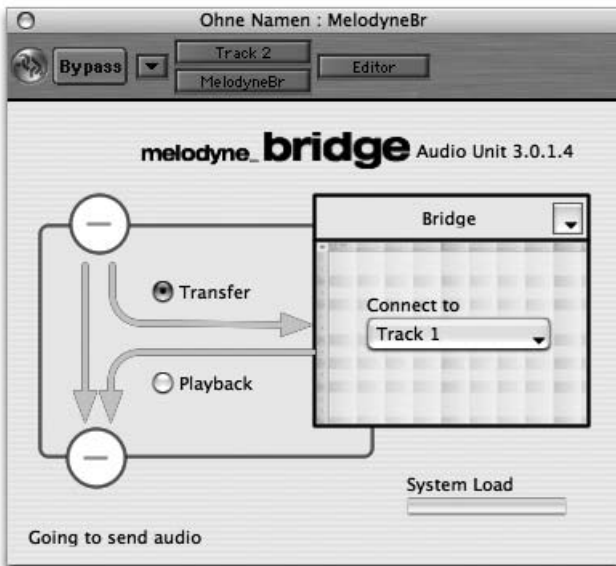 Ohne Namen : MelodyneBr
Bypass
Track 2
MelodyneBr
Editor
melodyne_bridge Audio Unit 3.0.1.4
Bridge
Transfer
Connect to
Track 1
Playback
System Load
Going to send audio